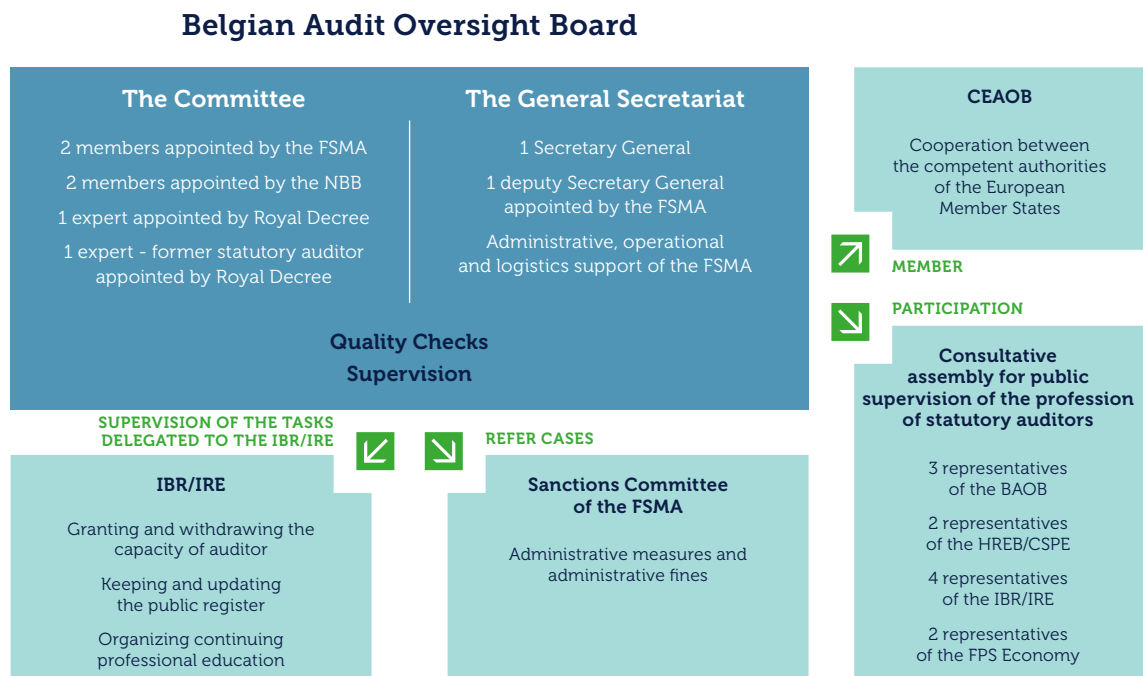 Belgian Audit Oversight Board
The Committee
2 members appointed by the FSMA
2 members appointed by the NBB
1 expert appointed by Royal Decree
1 expert - former statutory auditor
appointed by Royal Decree
The General Secretariat
1 Secretary General
1 deputy Secretary General
appointed by the FSMA
Administrative, operational
and logistics support of the FSMA
Quality Checks
Supervision
CEAOB
Cooperation between
the competent authorities
of the European
Member States
MEMBER
PARTICIPATION
Consultative
assembly for public
supervision of the profession
of statutory auditors
3 representatives
of the BAOB
2 representatives
of the HREB/CSPE
4 representatives
of the IBR/IRE
2 representatives
of the FPS Economy
SUPERVISION OF THE TASKS
DELEGATED TO THE IBR/IRE
IBR/IRE
Granting and withdrawing the
capacity of auditor
Keeping and updating
the public register
Organizing continuing
professional education
REFER CASES
Sanctions Committee
of the FSMA
Administrative measures and
administrative fines